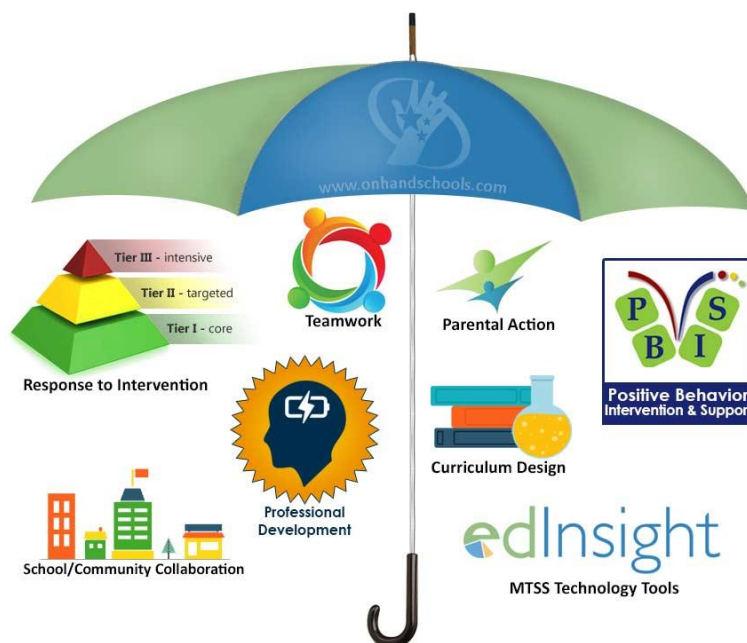 www.onhandschools.com
Tier III - intensive
Tier II - targeted
Tier I - core
Response to Intervention
Teamwork
Parental Action
P S
B I
Positive Behavior
Intervention & Support
Professional
Development
Curriculum Design
School/Community Collaboration
edInsight
MTSS Technology Tools